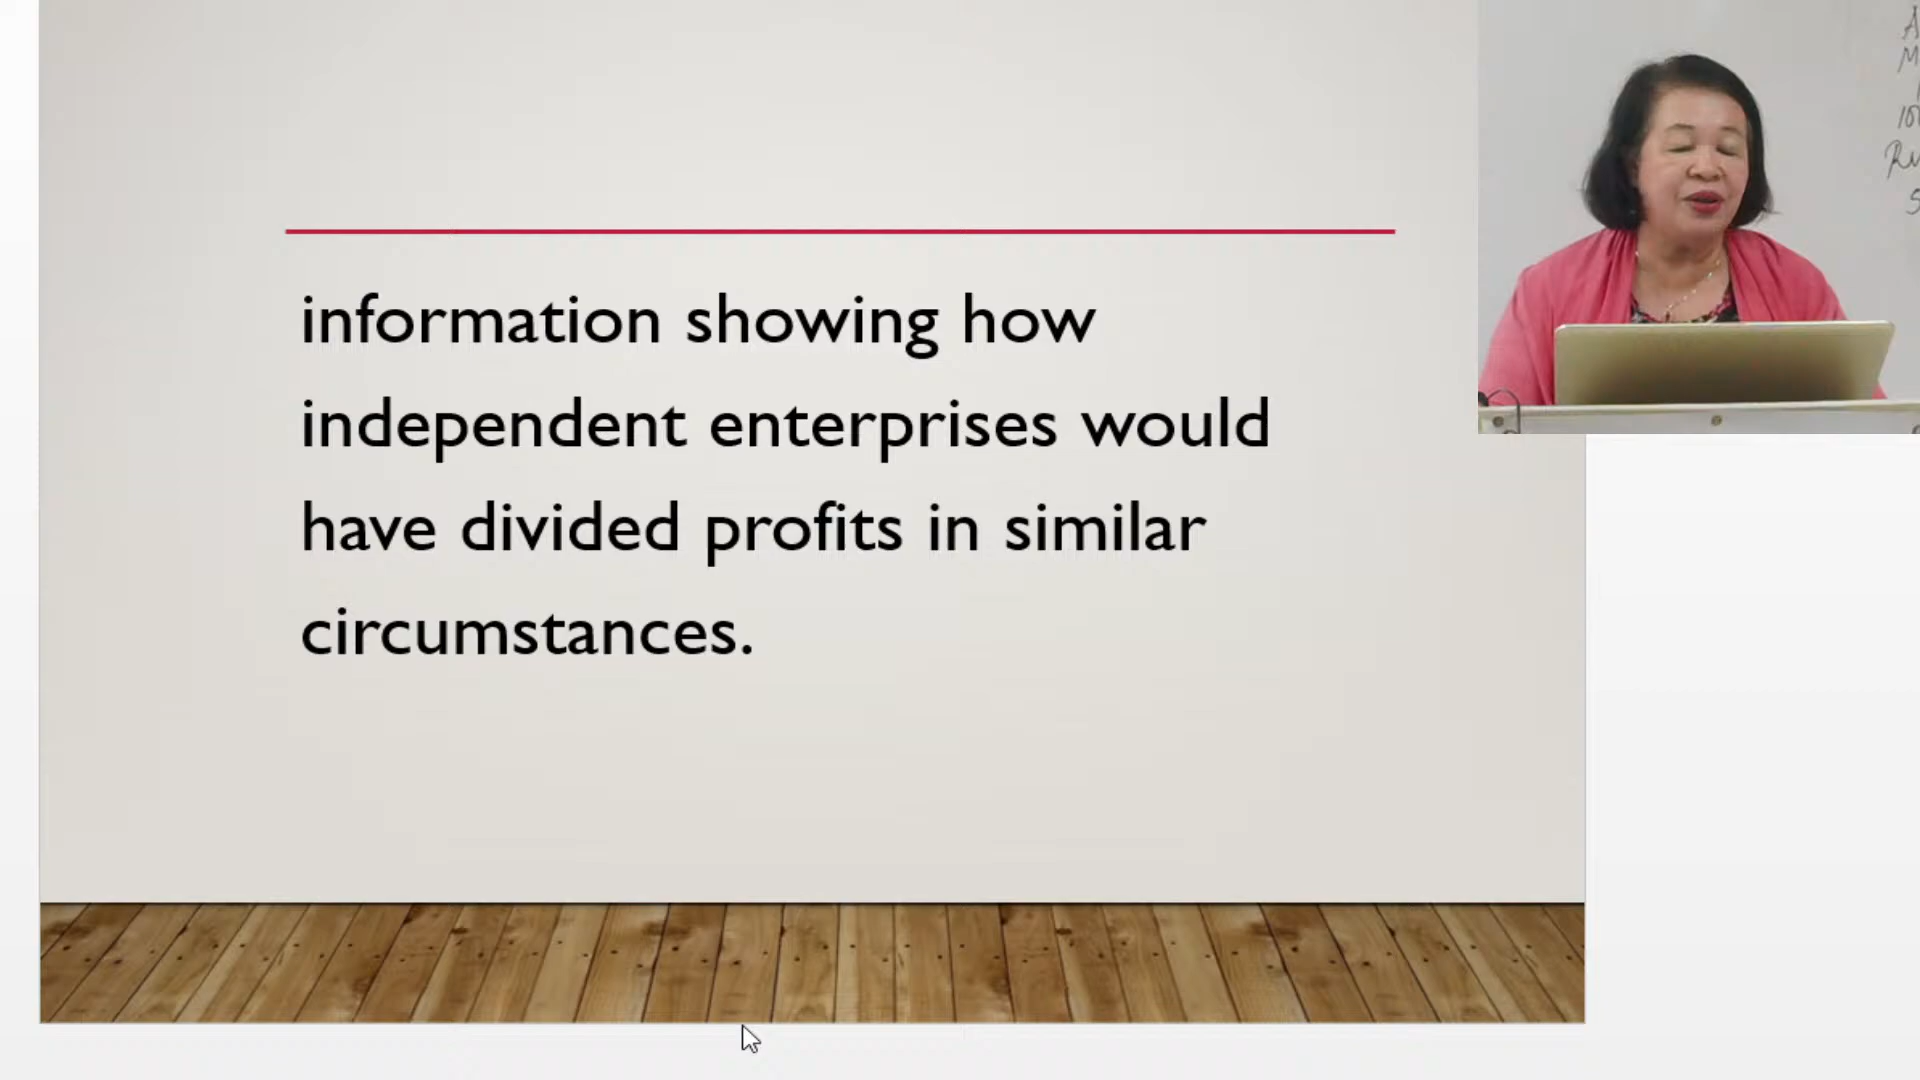 information showing how
independent enterprises would
have divided profits in similar
circumstances.